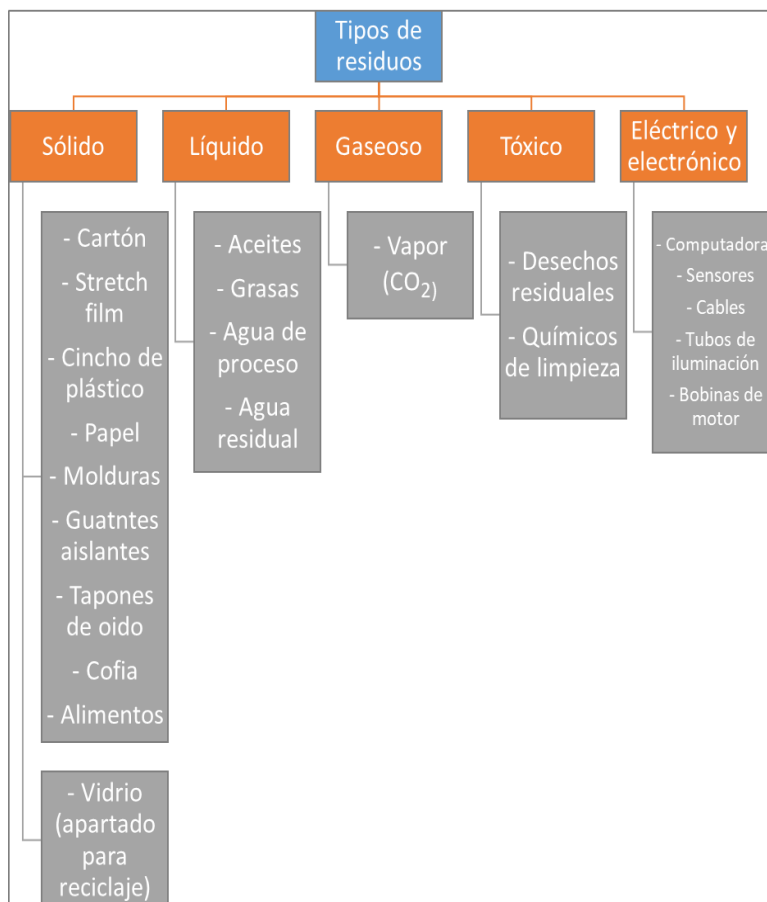 Tipos de
residuos
Sólido
Líquido
Gaseoso
Tóxico
Eléctrico y
electrónico
- Cartón
- Stretch
film
- Cincho de
plástico
- Papel
- Molduras
- Guatntes
aislantes
- Tapones
de oido
- Cofia
- Alimentos
- Vidrio
(apartado
para
reciclaje)
- Aceites
- Grasas
- Agua de
proceso
- Agua
residual
- Vapor
(CO₂)
- Desechos
residuales
- Químicos
de limpieza
- Computadora
- Sensores
- Cables
- Tubos de
iluminación
- Bobinas de
motor